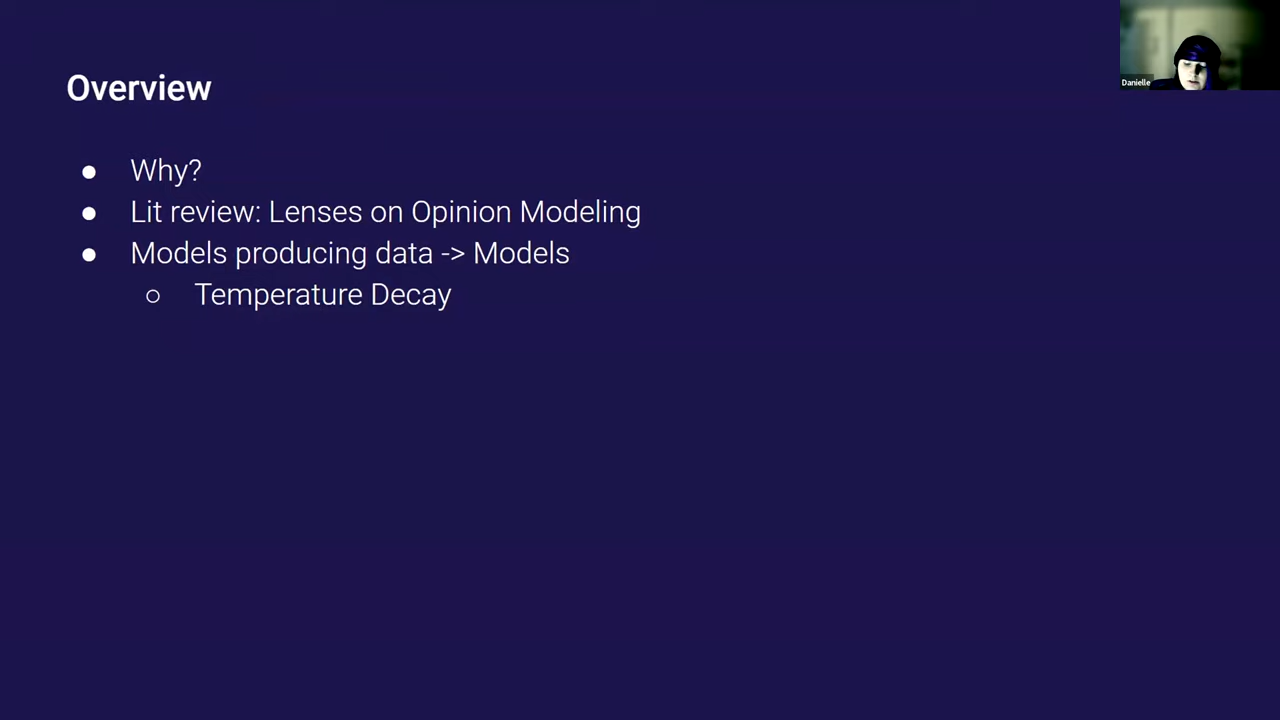 Overview
Danielle
● Why?
● Lit review: Lenses on Opinion Modeling
● Models producing data -> Models
○ Temperature Decay